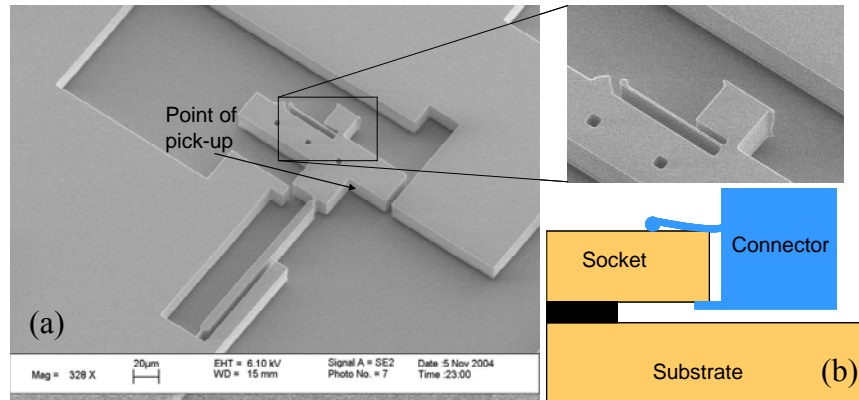 Point of
pick-up
(a)
Mag = 328 X
20µm
EHT = 6.10 kV
WD = 15 mm
Signal A = SE2
Photo No. = 7
Date :5 Nov 2004
Time :23:00
Socket
Connector
Substrate
(b)